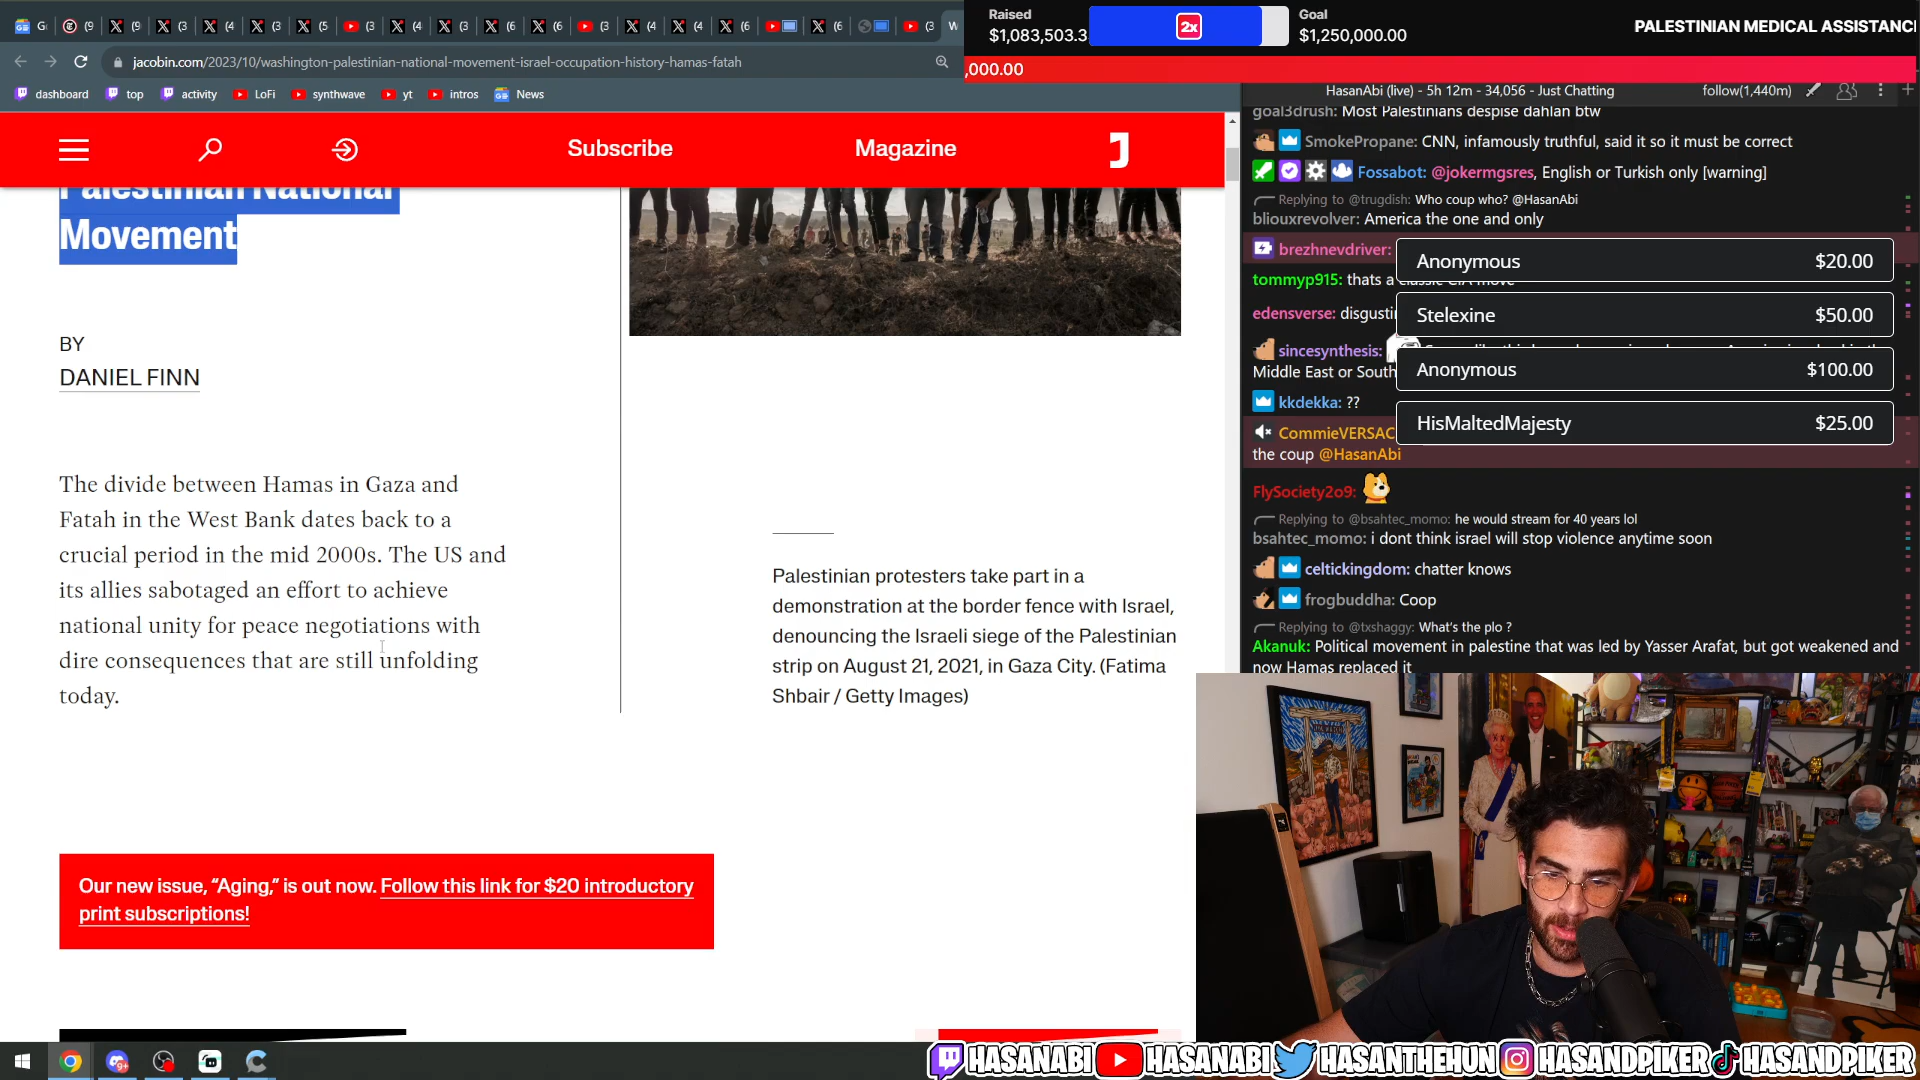 Raised
$1,083,503.3
2x
Goal
$1,250,000.00
PALESTINIAN MEDICAL ASSISTANC
,000.00
jacobin.com/2023/10/washington-palestinian-national-movement-israel-occupation-history-hamas-fatah
dashboard
top
activity
LoFi
synthwave
yt
intros
News
Subscribe
Magazine
Palestinian National
Movement
BY
DANIEL FINN
The divide between Hamas in Gaza and
Fatah in the West Bank dates back to a
crucial period in the mid 2000s. The US and
its allies sabotaged an effort to achieve
national unity for peace negotiations with
dire consequences that are still unfolding
today.
Palestinian protesters take part in a
demonstration at the border fence with Israel,
denouncing the Israeli siege of the Palestinian
strip on August 21, 2021, in Gaza City. (Fatima
Shbair / Getty Images)
Our new issue, “Aging,” is out now. Follow this link for $20 introductory
print subscriptions!
HasanAbi (live) - 5h 12m - 34,056 - Just Chatting
follow(1,440m)
goal3drush: Most Palestinians despise dahlan btw
SmokePropane: CNN, infamously truthful, said it so it must be correct
Fossabot: @jokermgsres, English or Turkish only [warning]
Replying to @trugdish: Who coup who? @HasanAbi
bliouxrevolver: America the one and only
brezhnevdriver:
tommyp915: thats a classic CIA move
edensverse: disgusti
sincesynthesis:
Middle East or South
kkdekka: ??
CommieVERSAC
the coup @HasanAbi
FlySociety2o9:
Replying to @bsahtec_momo: he would stream for 40 years lol
bsahtec_momo: i dont think israel will stop violence anytime soon
celtickingdom: chatter knows
frogbuddha: Coop
Replying to @txshaggy: What's the plo ?
Akanuk: Political movement in palestine that was led by Yasser Arafat, but got weakened and
now Hamas replaced it
Anonymous $20.00
Stelexine $50.00
Anonymous $100.00
HisMaltedMajesty $25.00
HASANABI HASANABI HASANTHEHUN HASANDPIKER HASANDPIKER